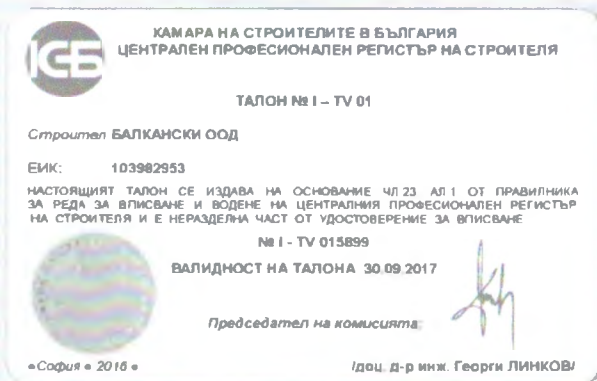 КСБ
КАМАРА НА СТРОИТЕЛИТЕ В БЪЛГАРИЯ
ЦЕНТРАЛЕН ПРОФЕСИОНАЛЕН РЕГИСТЪР НА СТРОИТЕЛЯ
ТАЛОН № I – TV 01
Строител БАЛКАНСКИ ООД
ЕИК: 103982953
НАСТОЯЩИЯТ ТАЛОН СЕ ИЗДАВА НА ОСНОВАНИЕ ЧЛ 23 АЛ 1 ОТ ПРАВИЛНИКА
ЗА РЕДА ЗА ВПИСВАНЕ И ВОДЕНЕ НА ЦЕНТРАЛНИЯ ПРОФЕСИОНАЛЕН РЕГИСТЪР
НА СТРОИТЕЛЯ И Е НЕРАЗДЕЛНА ЧАСТ ОТ УДОСТОВЕРЕНИЕ ЗА ВПИСВАНЕ
№ I - TV 015899
ВАЛИДНОСТ НА ТАЛОНА 30.09.2017
Председател на комисията:
• София • 2016 •
/доц. д-р инж. Георги ЛИНКОВ/